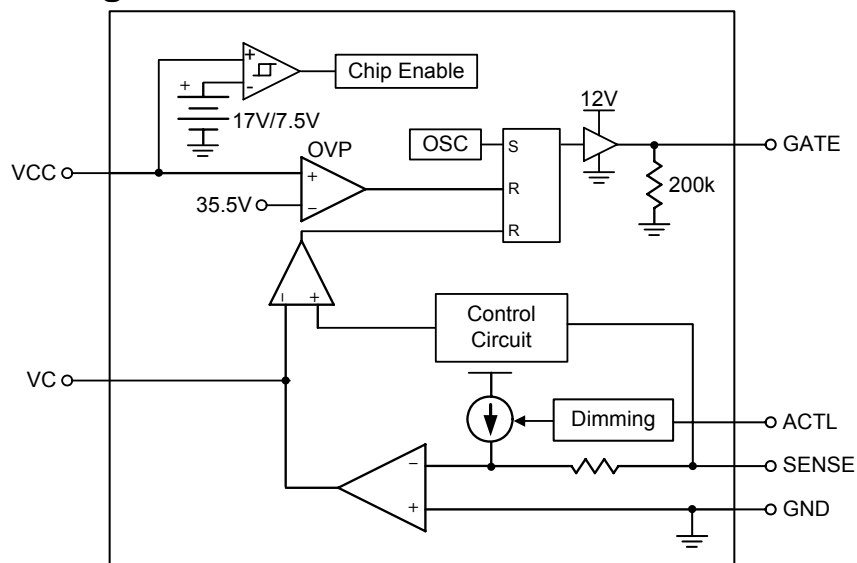 +
-
Chip Enable
+
17V/7.5V
12V
OVP
OSC
S
GATE
VCC
+
R
200k
35.5V
−
R
− +
Control
Circuit
VC
Dimming
ACTL
−
SENSE
+
GND